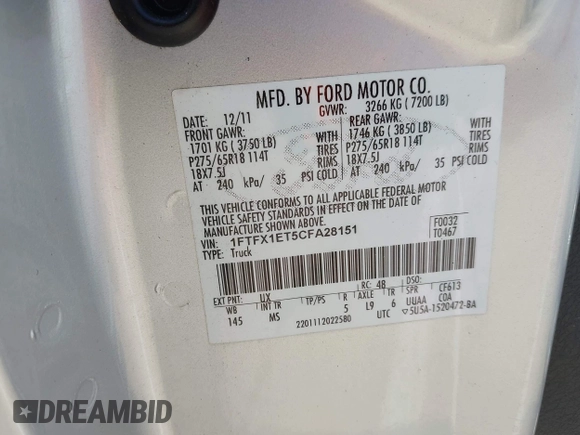 MFD. BY FORD MOTOR CO.
DATE: 12/11 GVWR: 3266 KG ( 7200 LB)
FRONT GAWR: REAR GAWR:
1701 KG ( 3750 LB) WITH 1746 KG ( 3850 LB) WITH
P275/65R18 114T TIRES P275/65R18 114T TIRES
18X7.5J RIMS 18X7.5J RIMS
AT 240 kPa/ 35 PSI COLD AT 240 kPa/ 35 PSI COLD
THIS VEHICLE CONFORMS TO ALL APPLICABLE FEDERAL MOTOR
VEHICLE SAFETY STANDARDS IN EFFECT ON THE DATE OF
MANUFACTURE SHOWN ABOVE.
VIN: 1FTFX1ET5CFA28151 F0032
TYPE: Truck T0467
EXT PNT: UX RC: 48 DSO:
WB INT TR TP/PS R AXLE TR SPR CF613
145 MS 5 L9 6 UUAA COA
2201112022580 UTC 5U5A-1520472-BA
DREAMBID